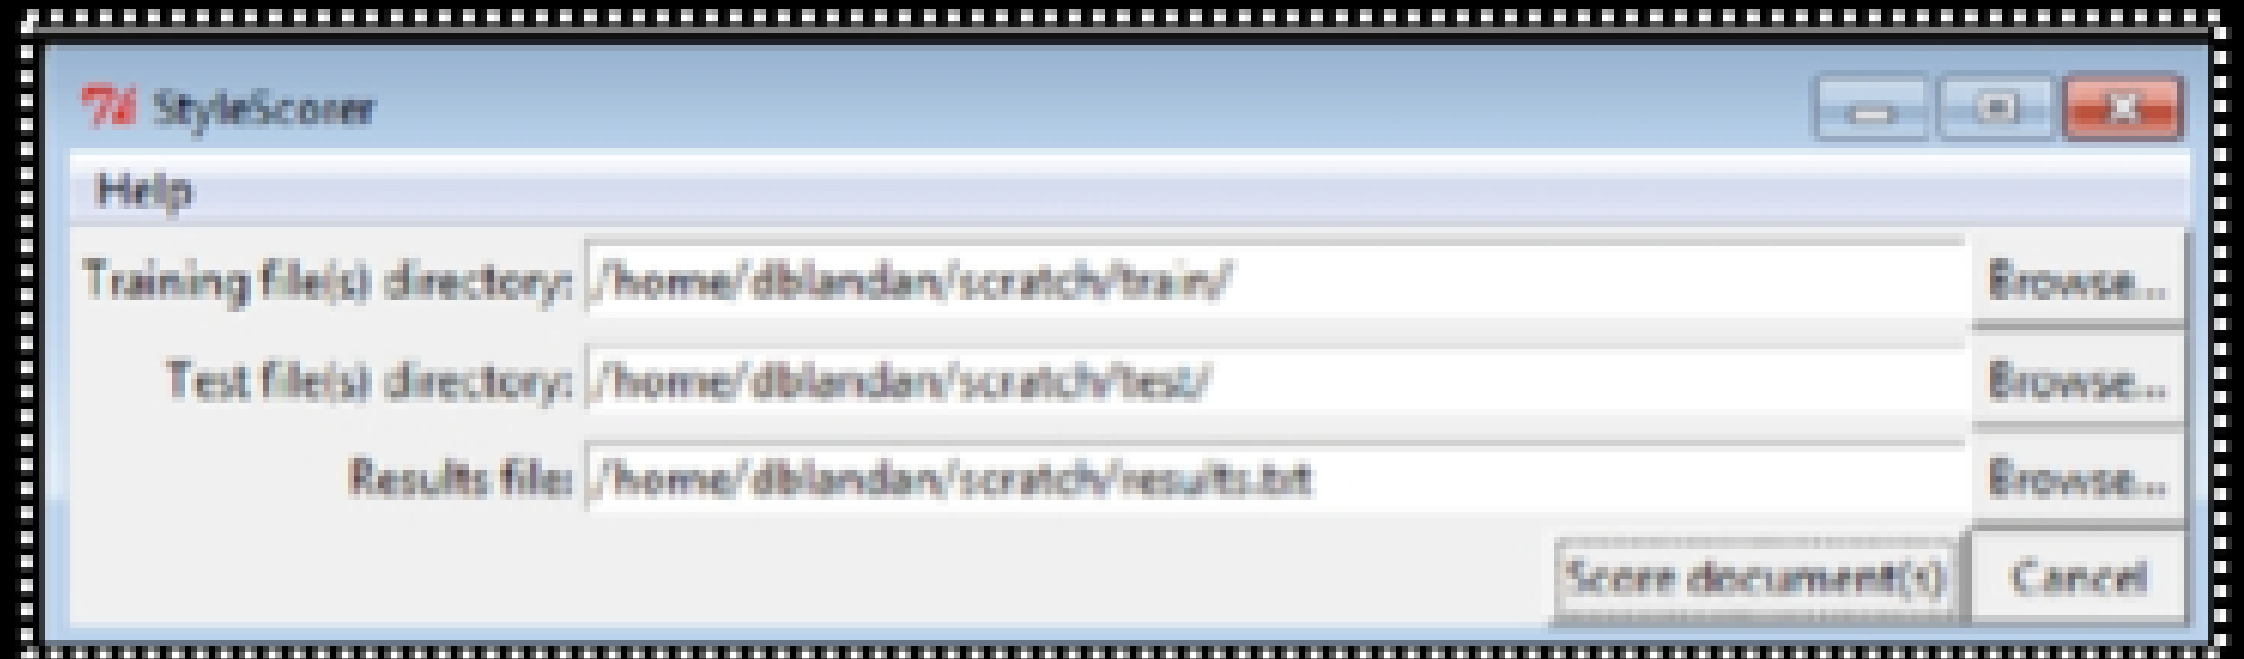 StyleScorer
Help
Training file(s) directory: /home/dblandan/scratch/train/ Browse...
Test file(s) directory: /home/dblandan/scratch/test/ Browse...
Results file: /home/dblandan/scratch/results.txt Browse...
Score document(s) Cancel